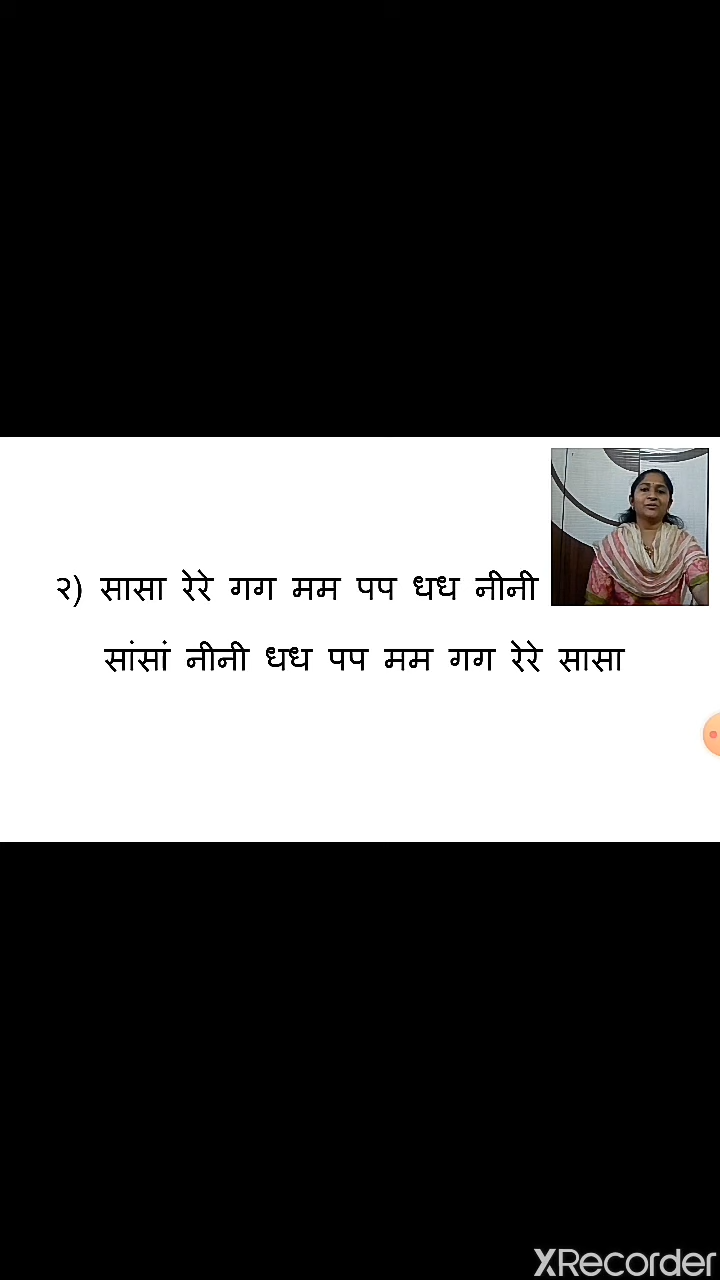 २) सासा रेरे गग मम पप धध नीनी
सांसां नीनी धध पप मम गग रेरे सासा
XRecorder